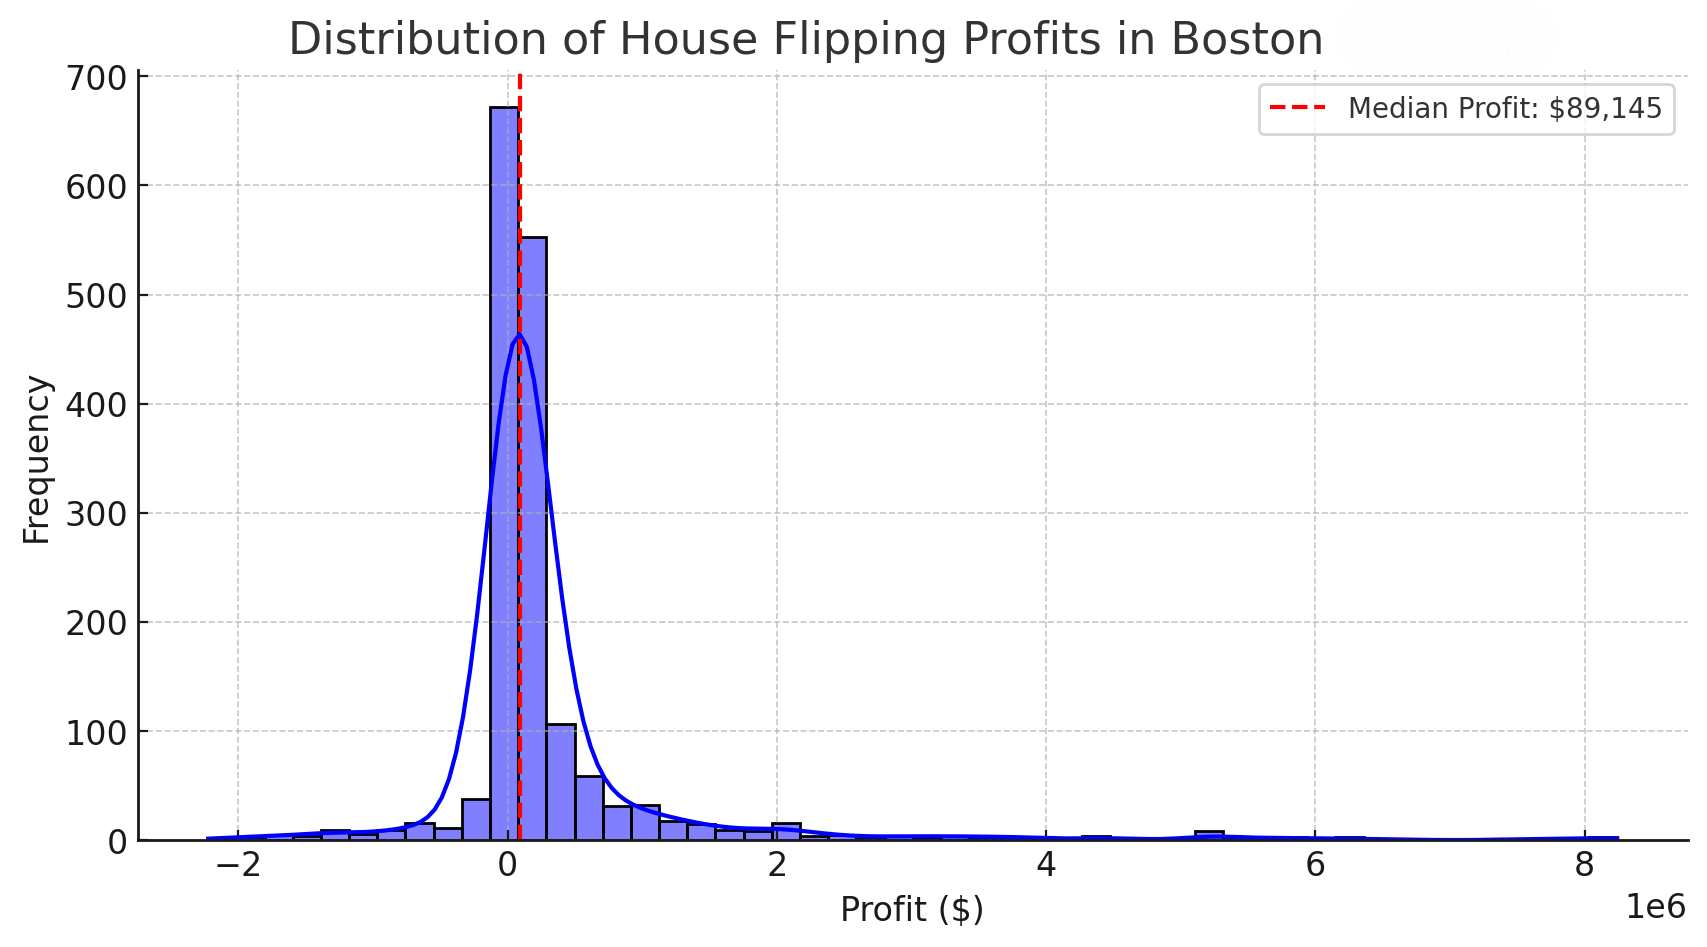 Distribution of House Flipping Profits in Boston
Median Profit: $89,145
Frequency
700
600
500
400
300
200
100
0
−2
0
2
4
6
8
1e6
Profit ($)